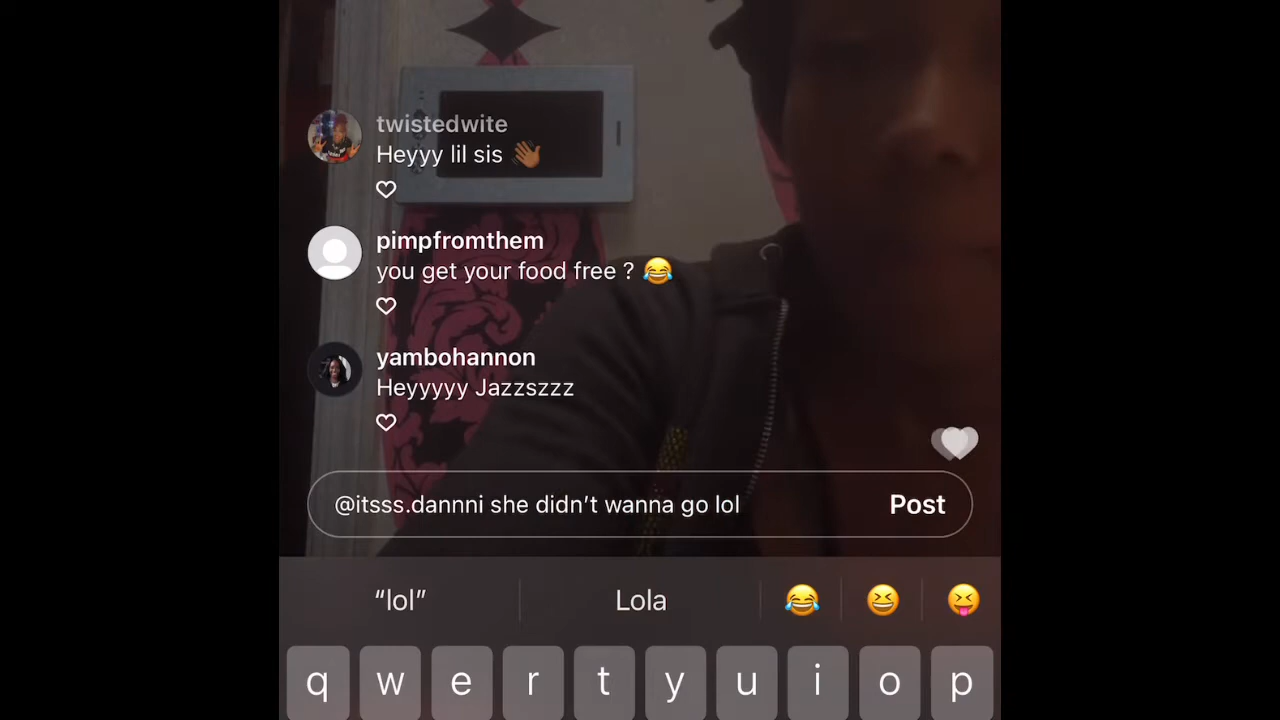 twistedwite
Heyyy lil sis 👋🏾
pimpfromthem
you get your food free ? 😂
yambohannon
Heyyyyy Jazzszzz
@itsss.dannni she didn’t wanna go lol
Post
“lol”
Lola
😂 😆 😝
q w e r t y u i o p